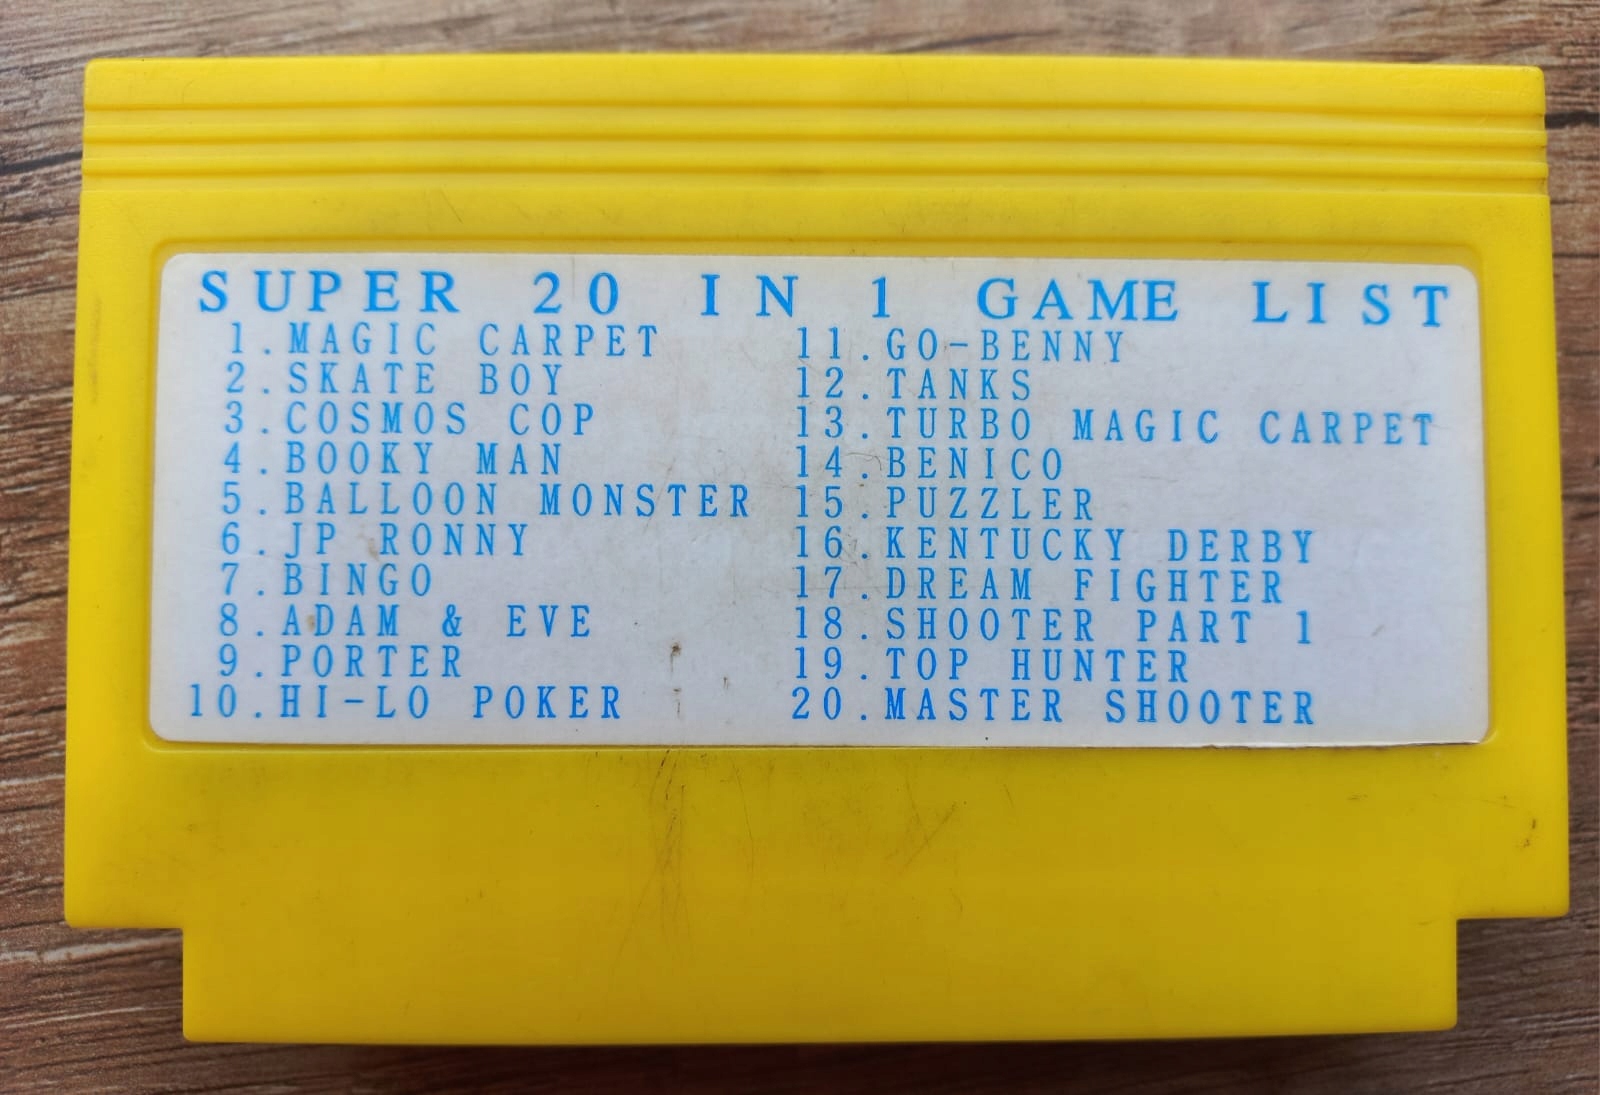 SUPER 20 IN 1 GAME LIST
1.MAGIC CARPET
2.SKATE BOY
3.COSMOS COP
4.BOOKY MAN
5.BALLOON MONSTER
6.JP RONNY
7.BINGO
8.ADAM & EVE
9.PORTER
10.HI-LO POKER
11.GO-BENNY
12.TANKS
13.TURBO MAGIC CARPET
14.BENICO
15.PUZZLER
16.KENTUCKY DERBY
17.DREAM FIGHTER
18.SHOOTER PART 1
19.TOP HUNTER
20.MASTER SHOOTER